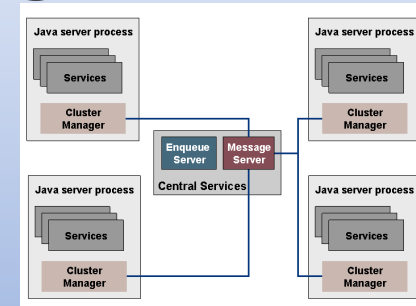 Java server process
Services
Cluster
Manager
Java server process
Services
Cluster
Manager
Enqueue
Server
Message
Server
Central Services
Java server process
Services
Cluster
Manager
Java server process
Services
Cluster
Manager